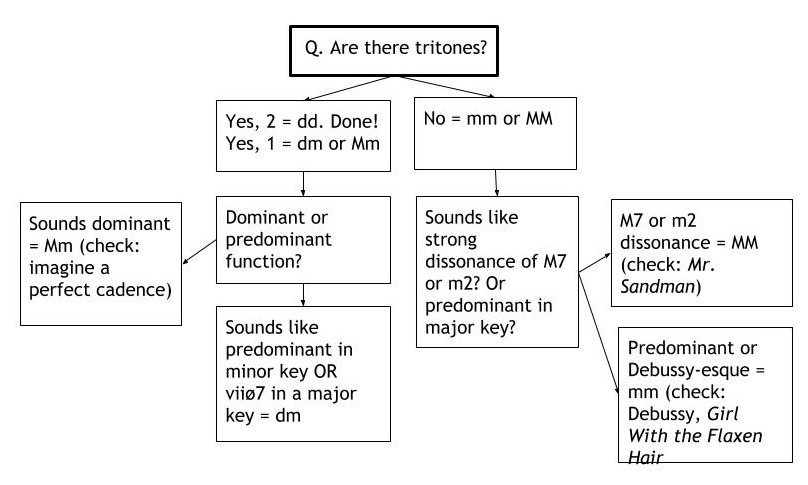 Q. Are there tritones?
Yes, 2 = dd. Done!
Yes, 1 = dm or Mm
No = mm or MM
Sounds dominant
= Mm (check:
imagine a
perfect cadence)
Dominant or
predominant
function?
Sounds like
strong
dissonance of M7
or m2? Or
predominant in
major key?
M7 or m2
dissonance = MM
(check: Mr.
Sandman)
Sounds like
predominant in
minor key OR
viiø7 in a major
key = dm
Predominant or
Debussy-esque =
mm (check:
Debussy, Girl
With the Flaxen
Hair